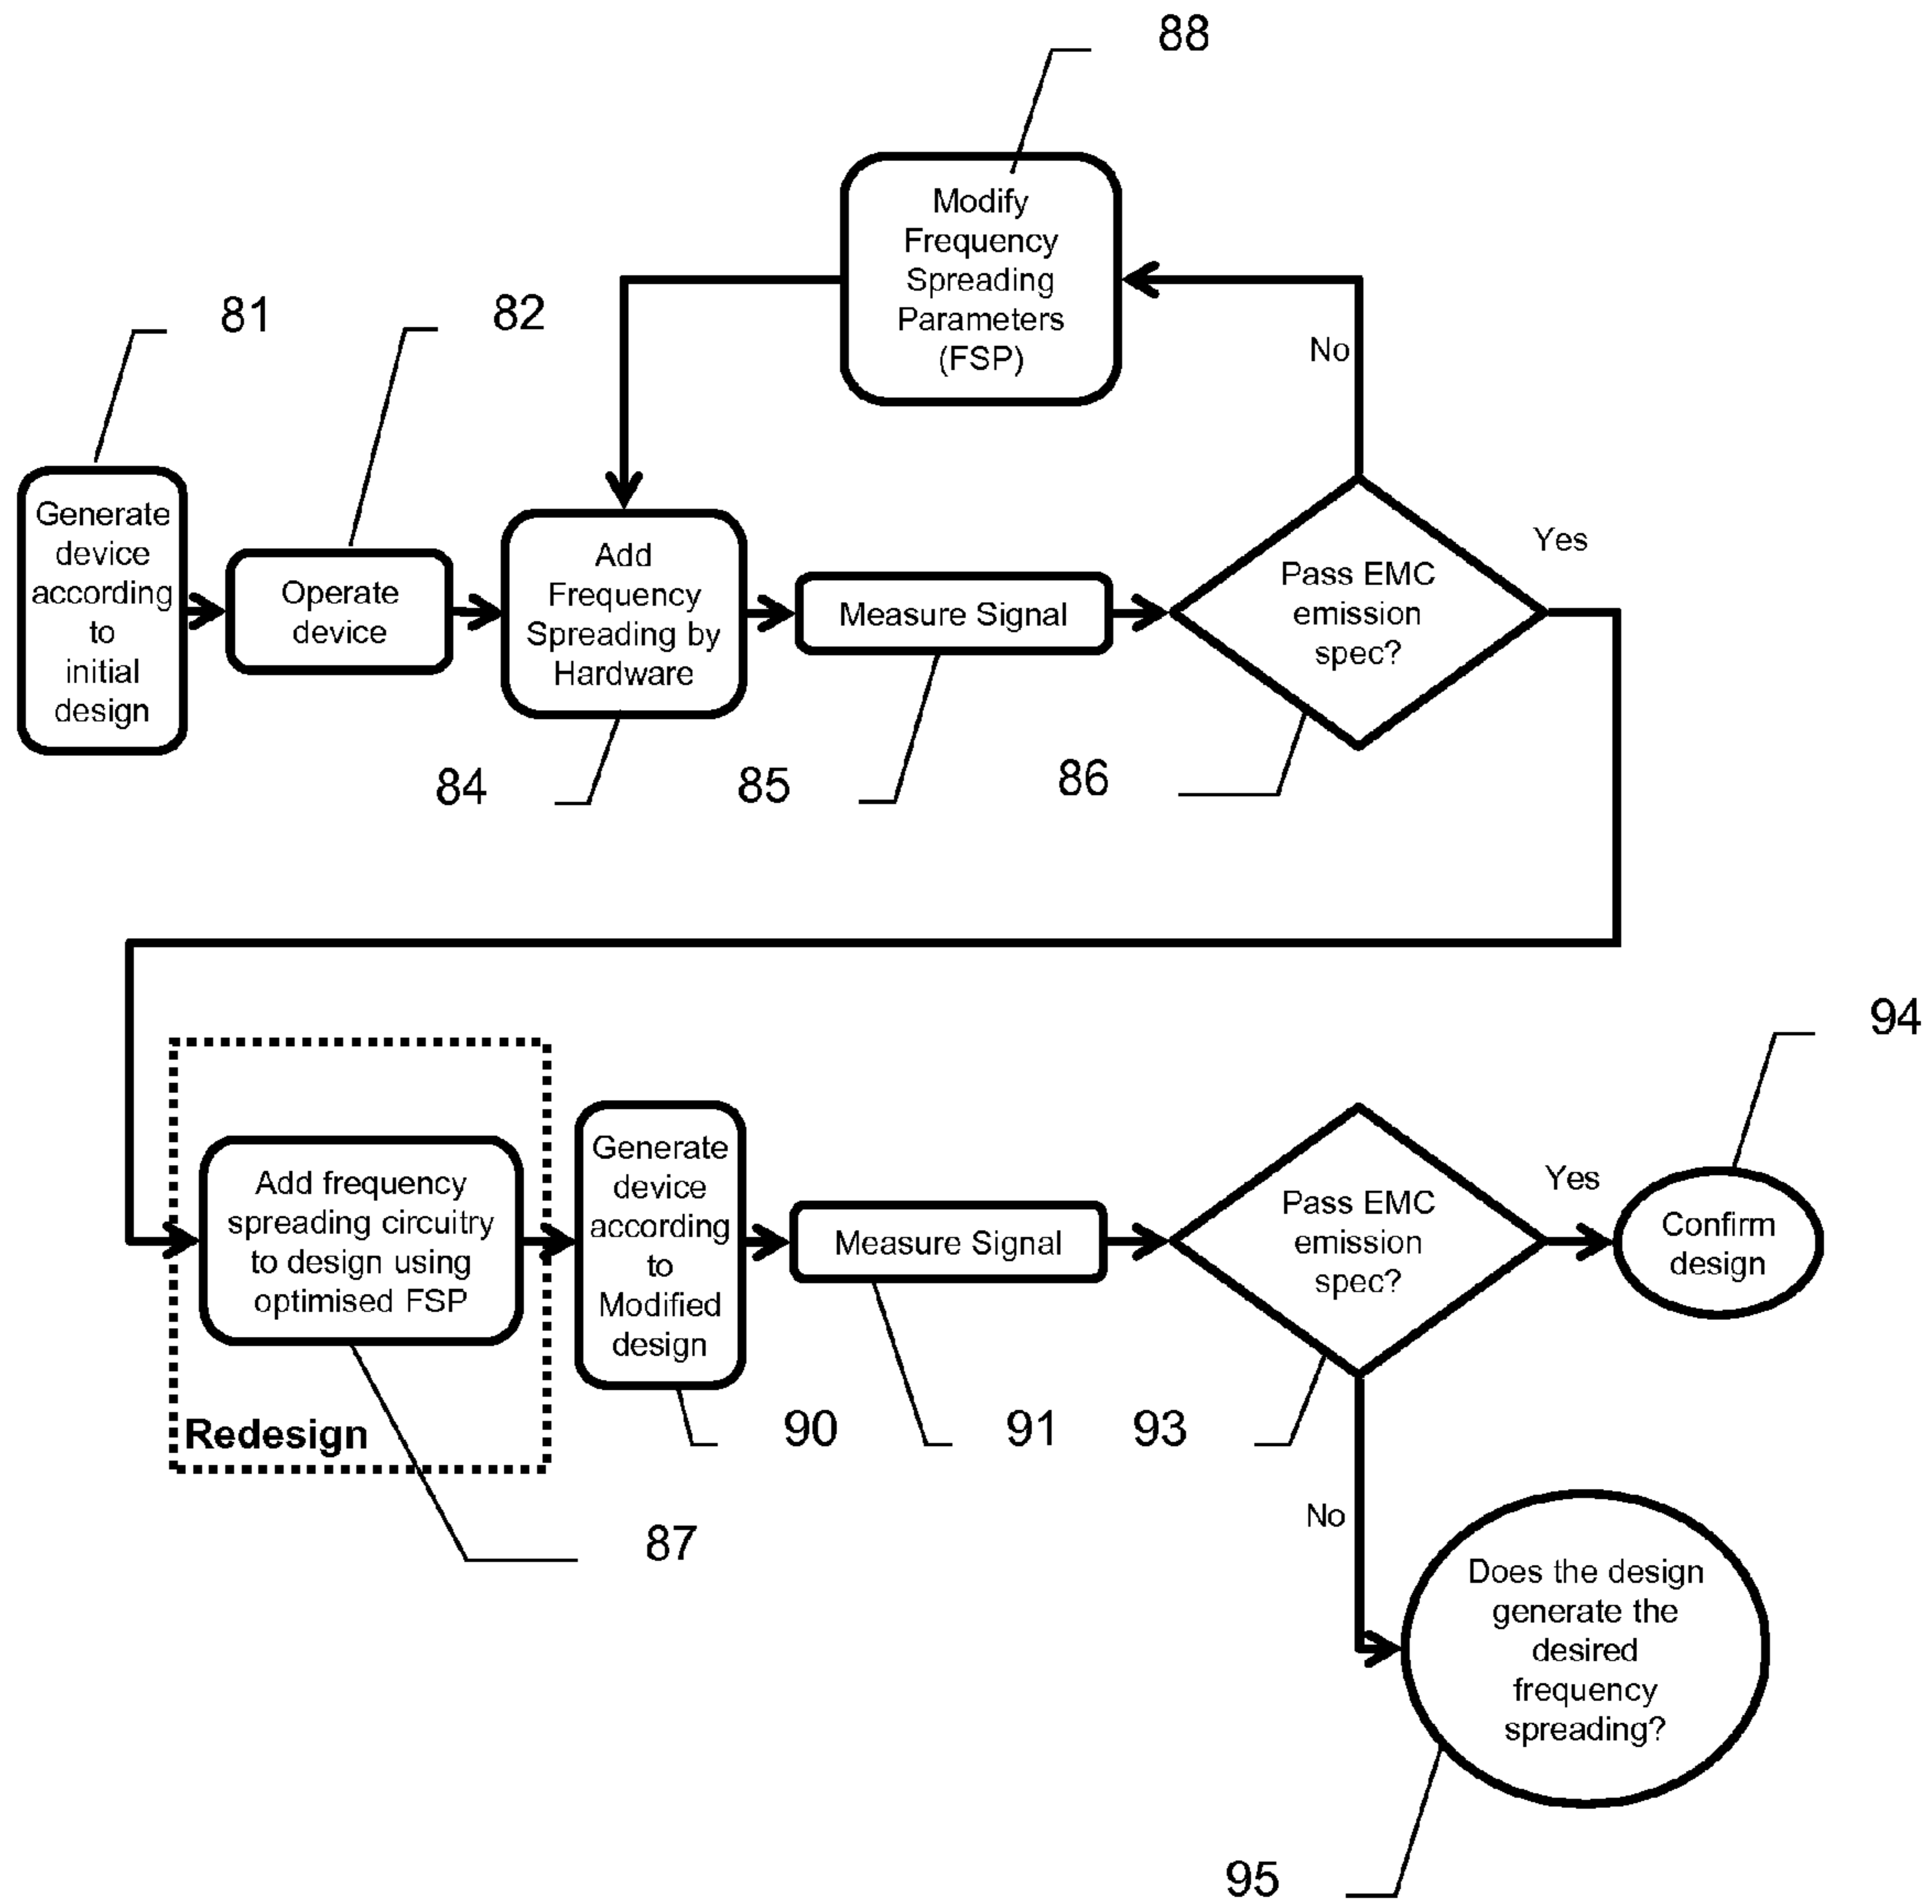 88
Modify
Frequency
Spreading
Parameters
(FSP)
No
81
82
Generate
device
according
to
initial
design
Operate
device
Add
Frequency
Spreading by
Hardware
Measure Signal
Pass EMC
emission
spec?
Yes
84
85
86
94
Add frequency
spreading circuitry
to design using
optimised FSP
Redesign
Generate
device
according
to
Modified
design
Measure Signal
Pass EMC
emission
spec?
Yes
Confirm
design
90
91
93
87
No
Does the design
generate the
desired
frequency
spreading?
95